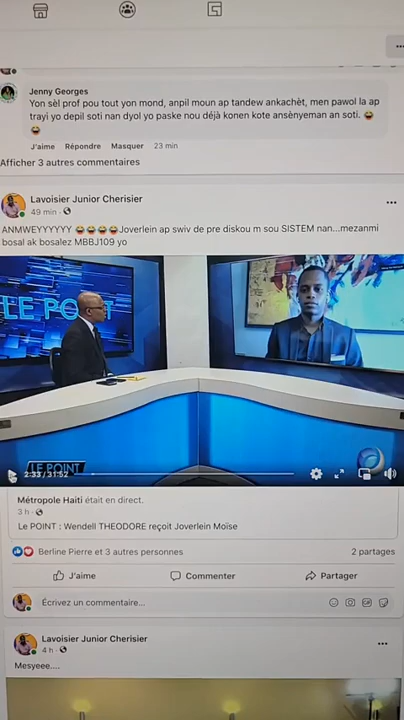 Jenny Georges
Yon sèl prof pou tout yon mond, anpil moun ap tandew ankachèt, men pawol la ap
trayi yo depil soti nan dyol yo paske nou déjà konen kote ansènyeman an soti.
J'aime Répondre Masquer 23 min
Afficher 3 autres commentaires
Lavoisier Junior Cherisier
49 min
ANMWEYYYYYY Joverlein ap swiv de pre diskou m sou SISTEM nan...mezanmi
bosal ak bosalez MBBJ109 yo
LE POINT
LE POINT
2:33 / 31:52
Métropole Haiti était en direct.
3 h
Le POINT : Wendell THEODORE reçoit Joverlein Moïse
Berline Pierre et 3 autres personnes 2 partages
J'aime Commenter Partager
Écrivez un commentaire...
GIF
Lavoisier Junior Cherisier
4 h
Mesyeee....